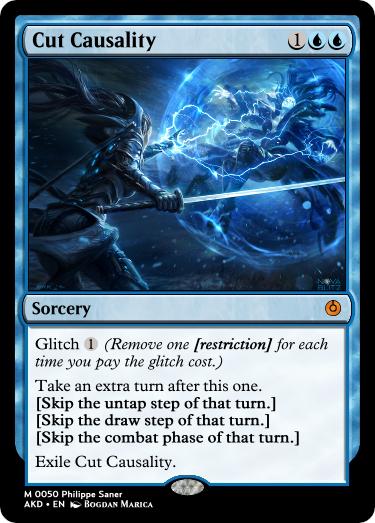 Cut Causality
1
Sorcery
Glitch 1 (Remove one [restriction] for each
time you pay the glitch cost.)
Take an extra turn after this one.
[Skip the untap step of that turn.]
[Skip the draw step of that turn.]
[Skip the combat phase of that turn.]
Exile Cut Causality.
M 0050 Philippe Saner
AKD • EN Bogdan Marica
NOVA
BLITZ